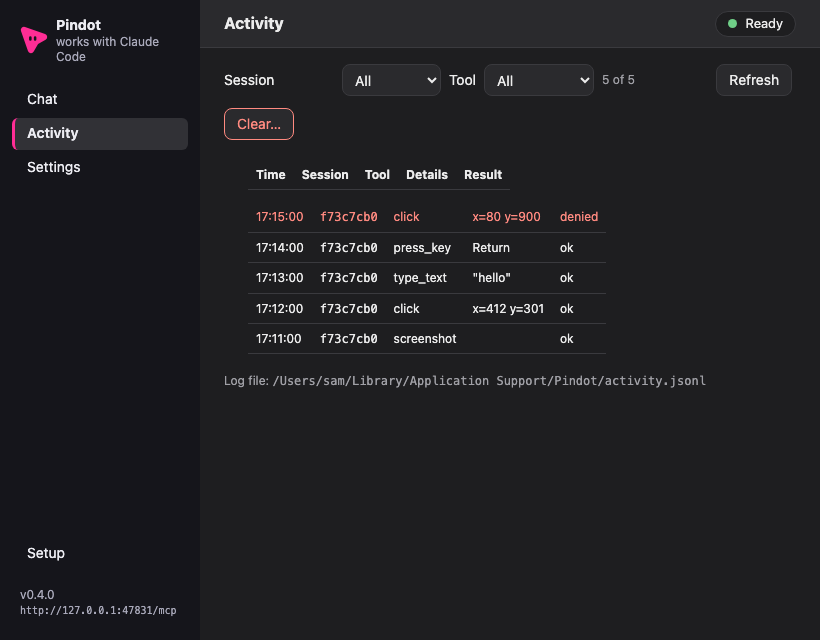 Pindot
works with Claude
Code
Chat
Activity
Settings
Setup
v0.4.0
http://127.0.0.1:47831/mcp
Activity
Ready
Session All Tool All 5 of 5 Refresh
Clear...
Time Session Tool Details Result
17:15:00 f73c7cb0 click x=80 y=900 denied
17:14:00 f73c7cb0 press_key Return ok
17:13:00 f73c7cb0 type_text "hello" ok
17:12:00 f73c7cb0 click x=412 y=301 ok
17:11:00 f73c7cb0 screenshot ok
Log file: /Users/sam/Library/Application Support/Pindot/activity.jsonl